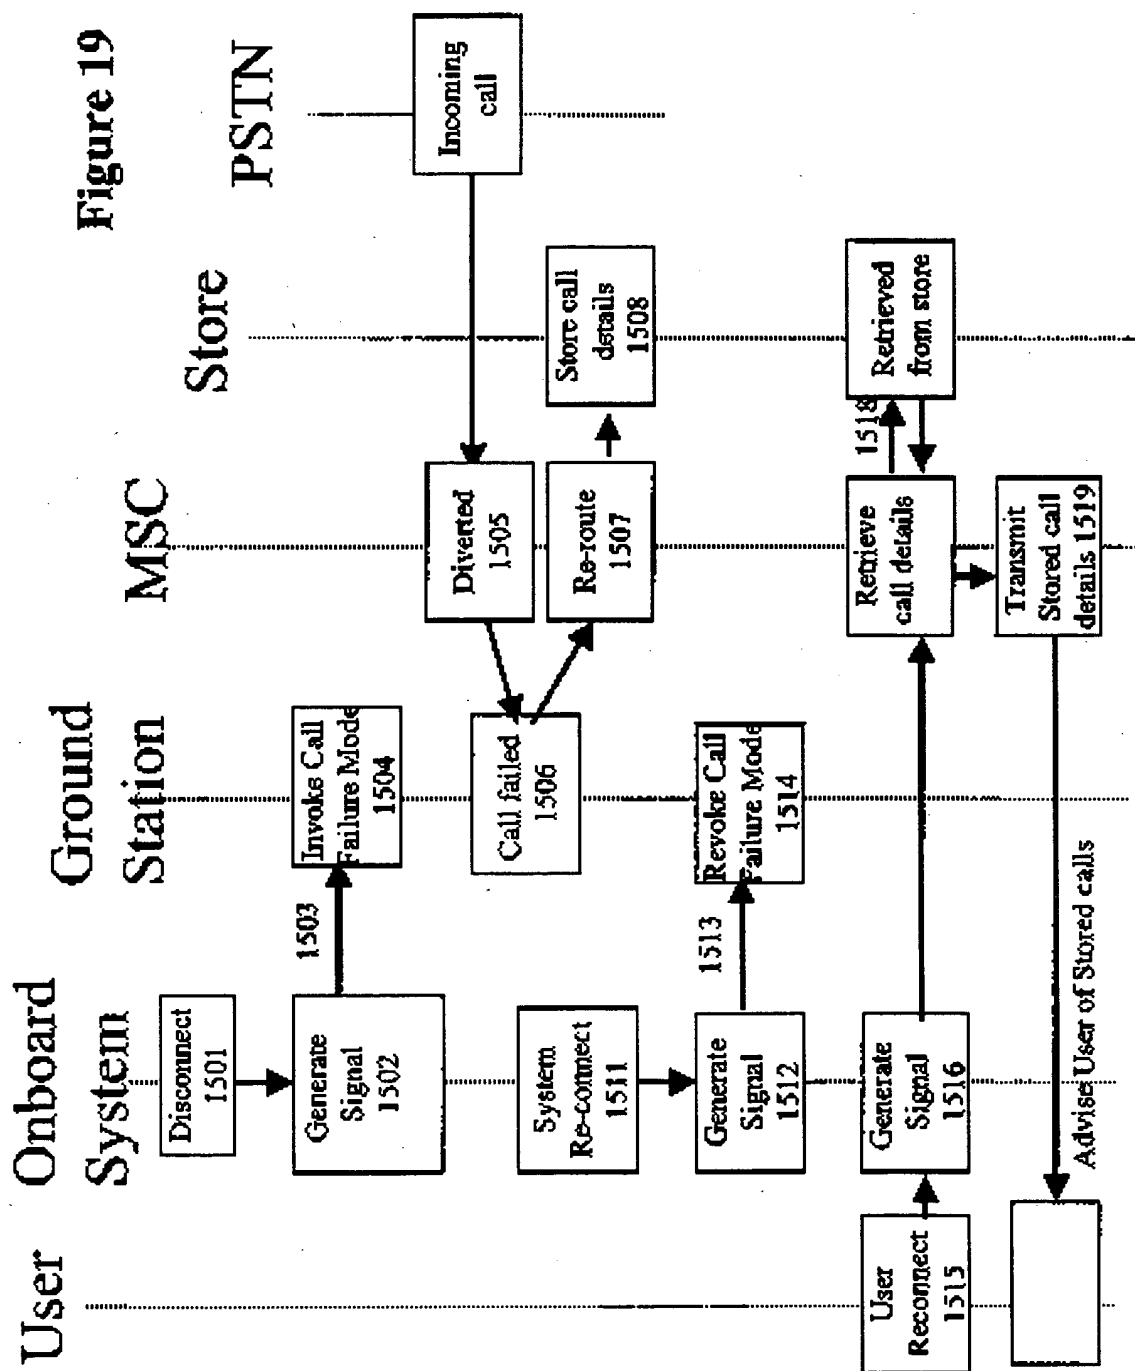 Figure 19
User
Onboard
System
Ground
Station
MSC
Store
PSTN
Disconnect
1501
Generate
Signal
1502
1503
Invoke Call
Failure Mode
1504
Incoming
call
Diverted
1505
Call failed
1506
Re-route
1507
Store call
details
1508
System
Re-connect
1511
Generate
Signal
1512
1513
Revoke Call
Failure Mode
1514
User
Reconnect
1515
Generate
Signal
1516
Retrieve
call details
1518
Retrieved
from store
Transmit
Stored call
details 1519
Advise User of Stored calls